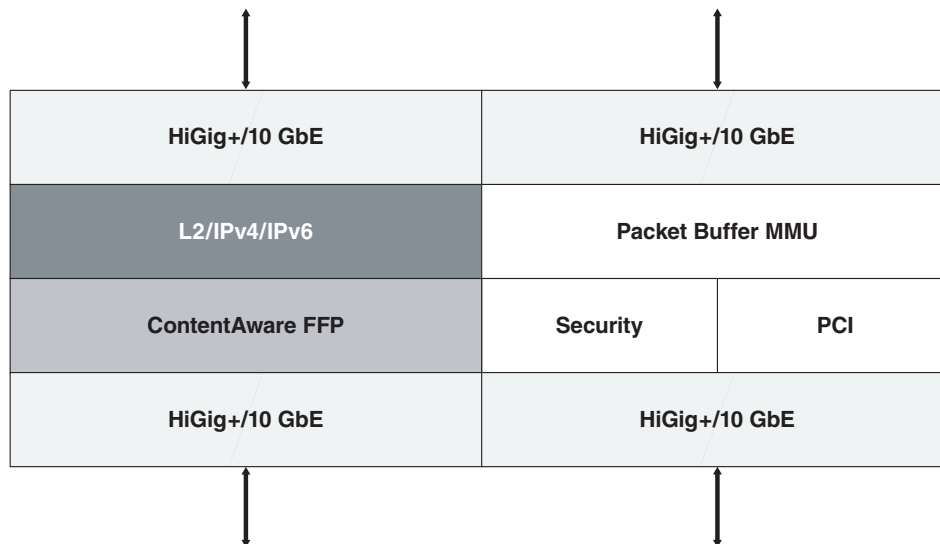 HiGig+/10 GbE
HiGig+/10 GbE
L2/IPv4/IPv6
Packet Buffer MMU
ContentAware FFP
Security
PCI
HiGig+/10 GbE
HiGig+/10 GbE